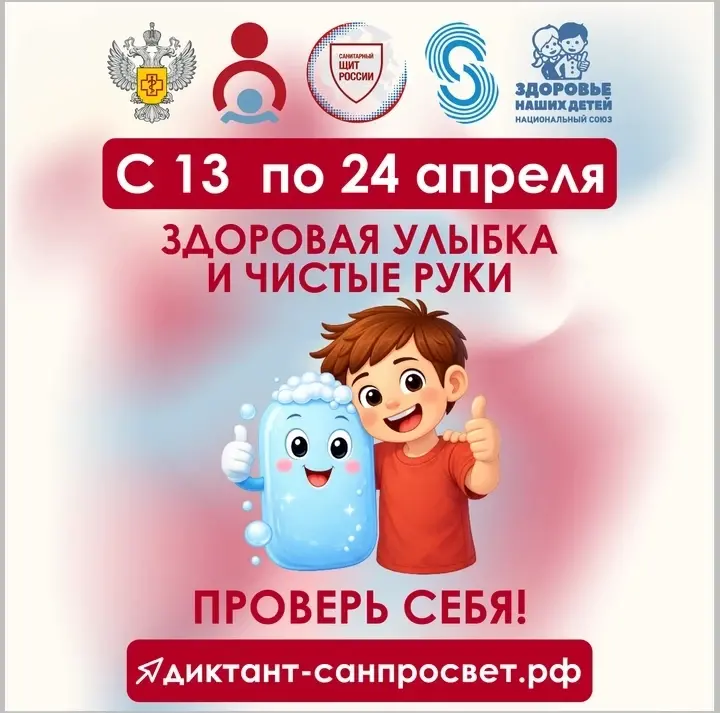 САНИТАРНЫЙ
ЩИТ
РОССИИ
ЗДОРОВЬЕ
НАШИХ ДЕТЕЙ
НАЦИОНАЛЬНЫЙ СОЮЗ
С 13 по 24 апреля
ЗДОРОВАЯ УЛЫБКА
И ЧИСТЫЕ РУКИ
ПРОВЕРЬ СЕБЯ!
диктант-санпросвет.рф